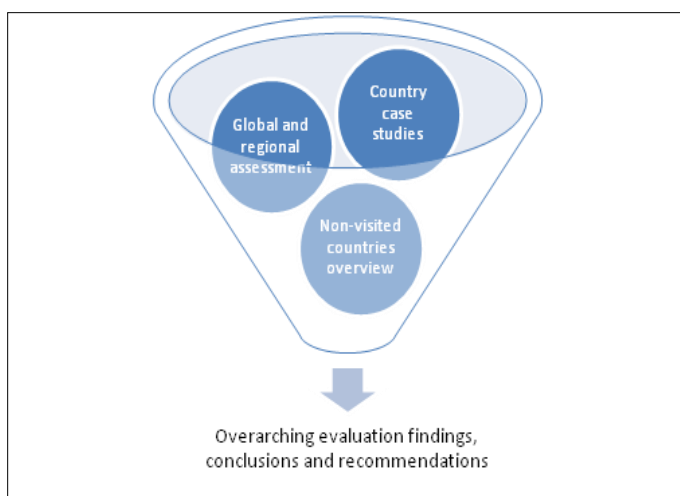 Global and
regional
assessment
Country
case
studies
Non-visited
countries
overview
Overarching evaluation findings,
conclusions and recommendations